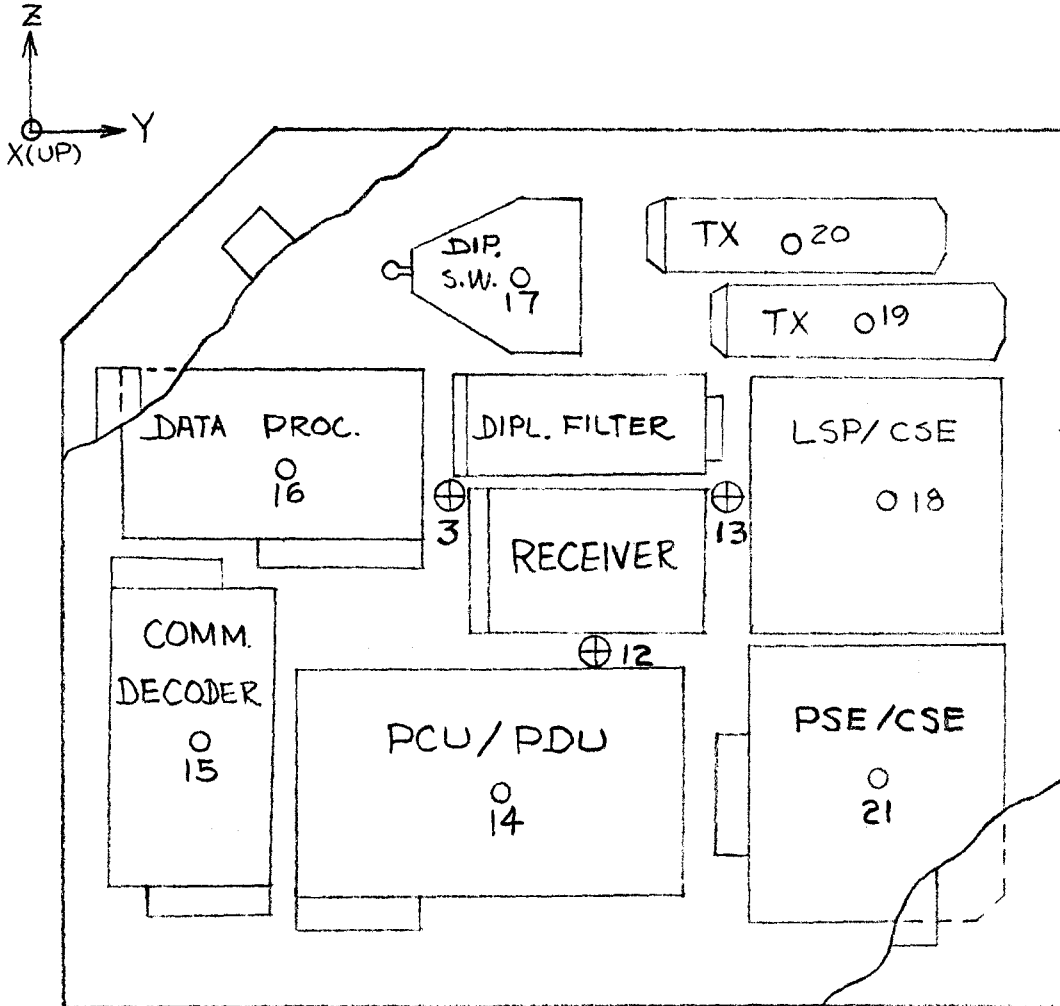 Z
Y
X(UP)
TX 20
DIP.
S.W.
17
TX 19
DATA PROC.
16
DIPL. FILTER
LSP/CSE
18
3
13
RECEIVER
COMM.
DECODER
15
12
PCU/PDU
14
PSE/CSE
21